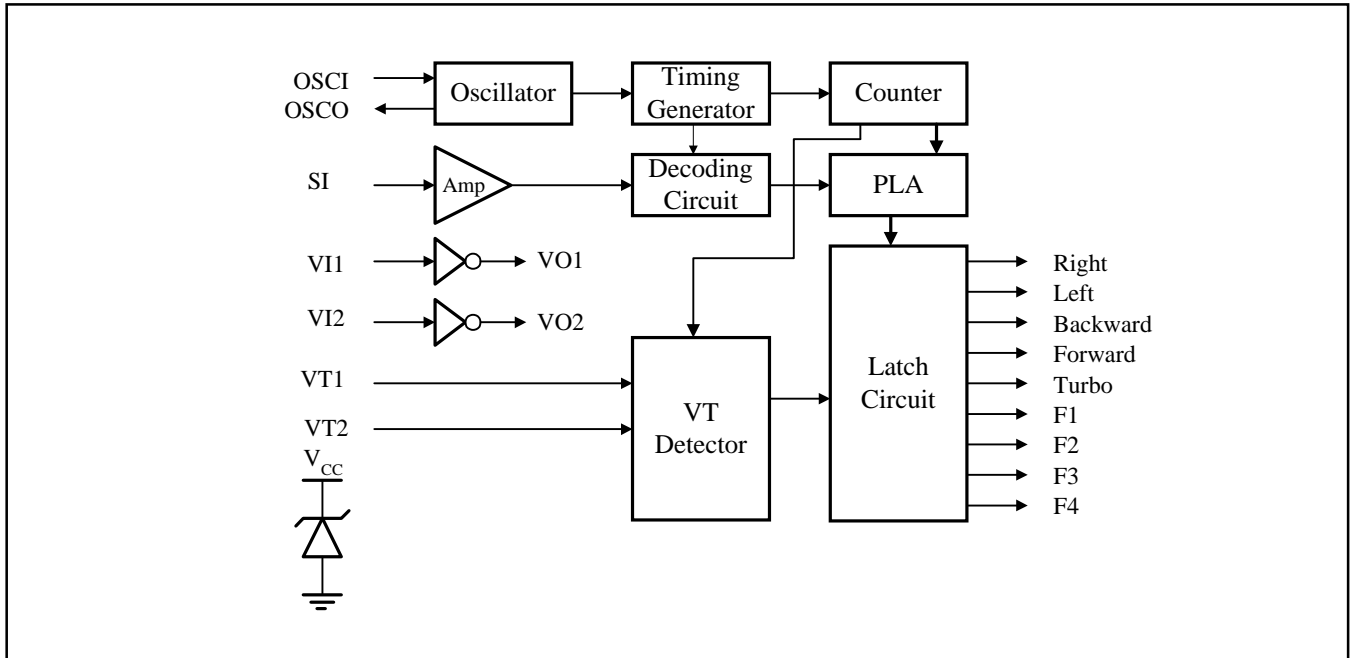 OSCI
OSCO
Oscillator
Timing
Generator
Counter
SI
Amp
Decoding
Circuit
PLA
VI1
VO1
VI2
VO2
VT1
VT2
VCC
VT
Detector
Latch
Circuit
Right
Left
Backward
Forward
Turbo
F1
F2
F3
F4